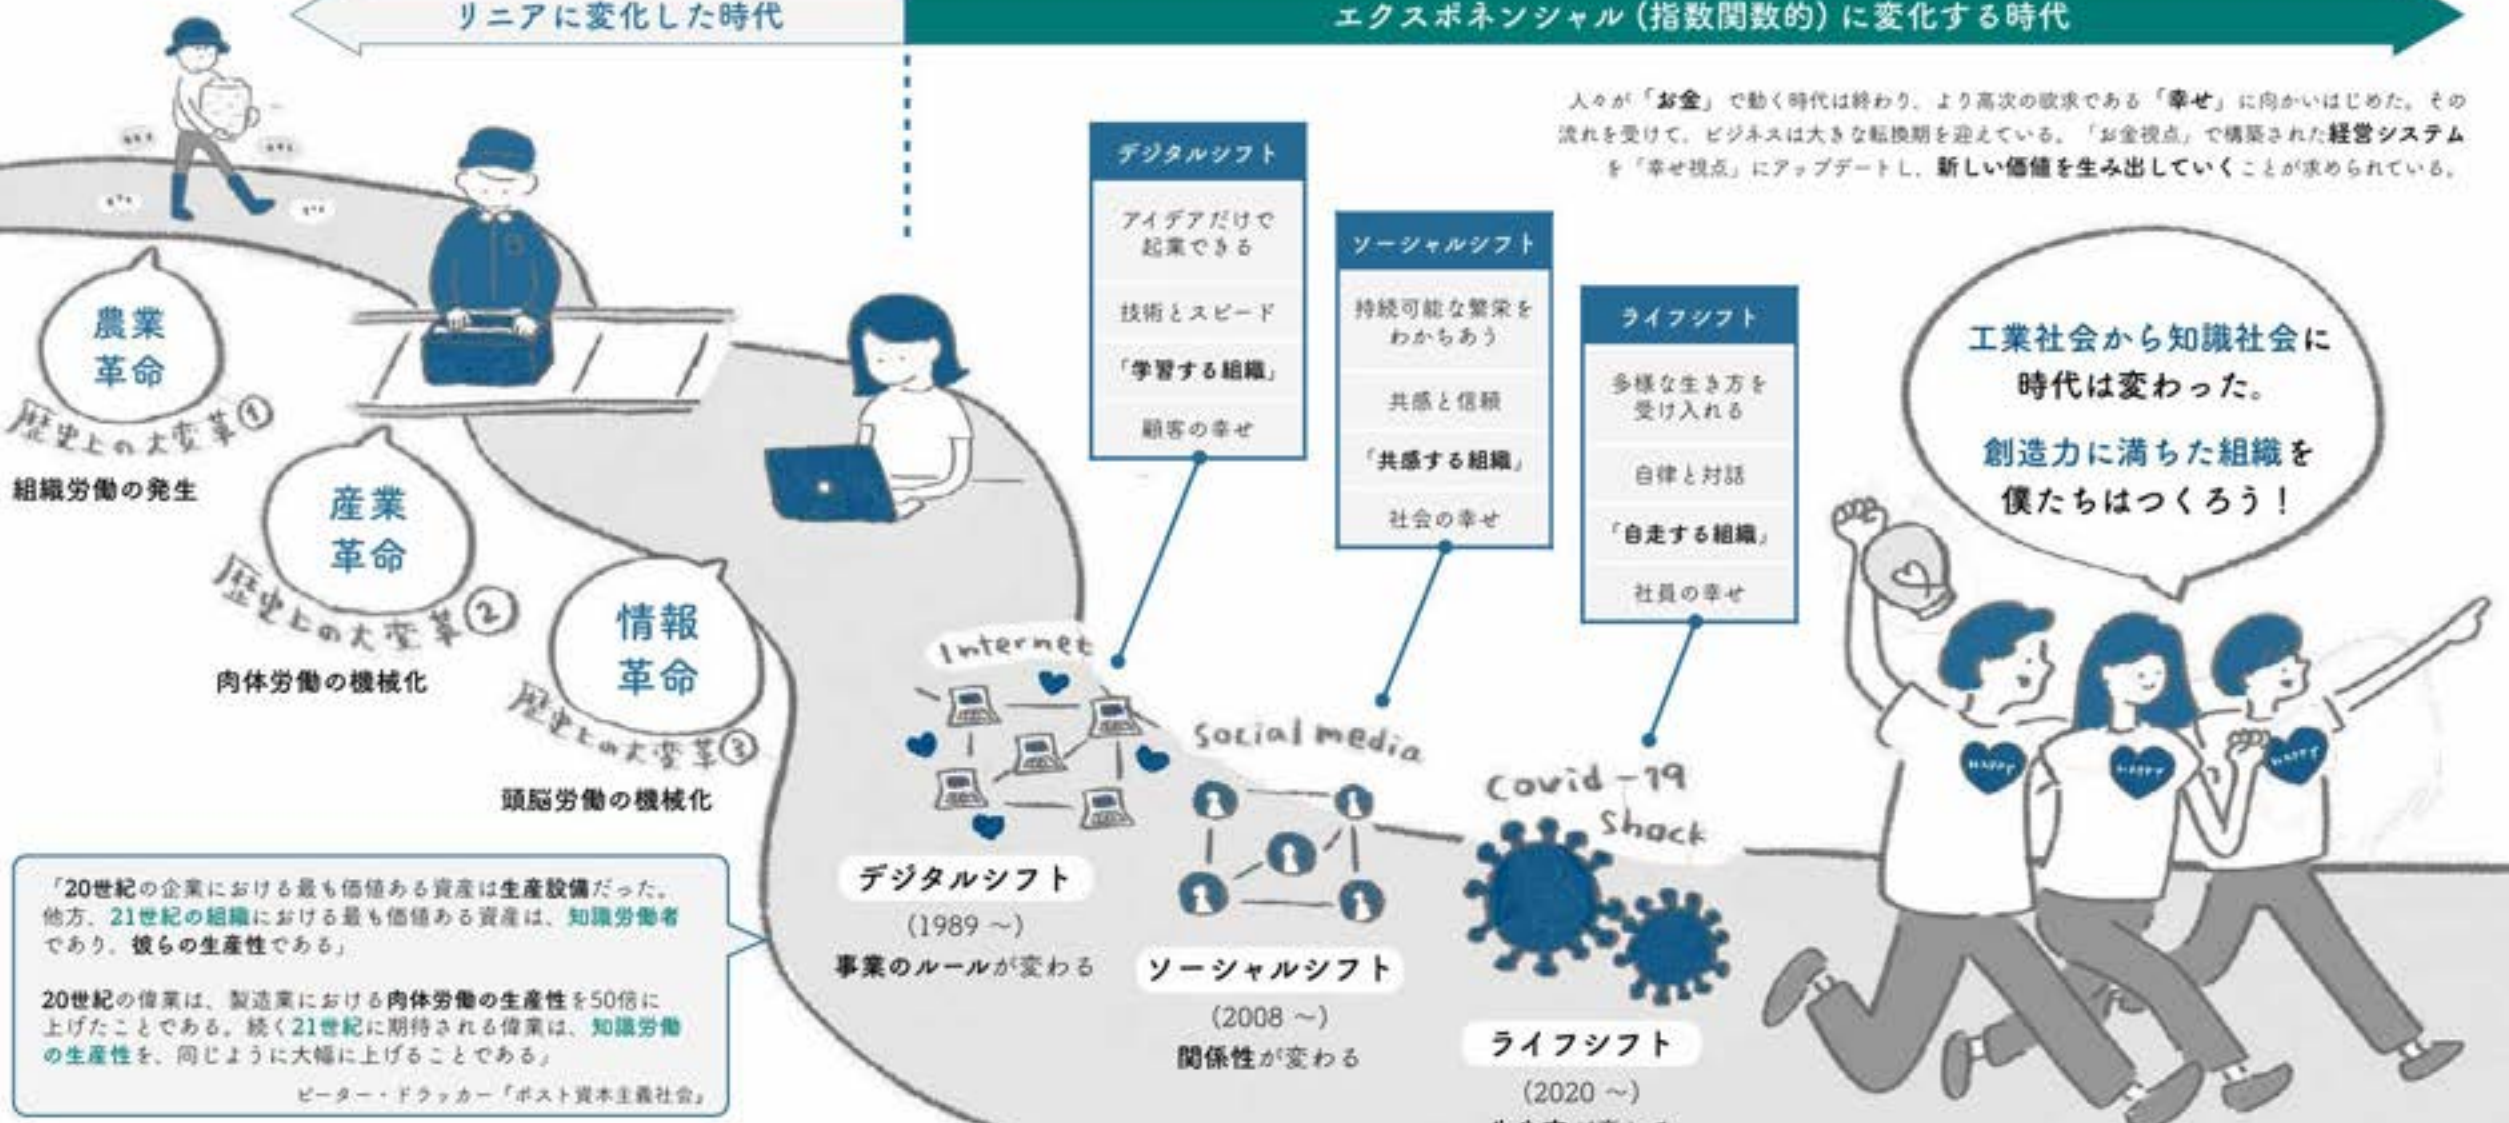 リニアに変化した時代
エクスポネンシャル（指数関数的）に変化する時代
人々が「お金」で動く時代は終わり、より高次の欲求である「幸せ」に向かいはじめた。その
流れを受けて、ビジネスは大きな転換期を迎えている。「お金視点」で構築された経営システム
を「幸せ視点」にアップデートし、新しい価値を生み出していくことが求められている。
農業
革命
歴史上の大変革①
組織労働の発生
産業
革命
歴史上の大変革②
肉体労働の機械化
情報
革命
歴史上の大変革③
頭脳労働の機械化
デジタルシフト
アイデアだけで
起業できる
技術とスピード
「学習する組織」
顧客の幸せ
ソーシャルシフト
持続可能な繁栄を
わかちあう
共感と信頼
「共感する組織」
社会の幸せ
ライフシフト
多様な生き方を
受け入れる
自律と対話
「自走する組織」
社員の幸せ
工業社会から知識社会に
時代は変わった。
創造力に満ちた組織を
僕たちはつくろう！
HAPPY
HAPPY
HAPPY
Internet
デジタルシフト
（1989 〜）
事業のルールが変わる
Social media
ソーシャルシフト
（2008 〜）
関係性が変わる
Covid-19
Shock
ライフシフト
（2020 〜）
「20世紀の企業における最も価値ある資産は生産設備だった。
他方、21世紀の組織における最も価値ある資産は、知識労働者
であり、彼らの生産性である」
20世紀の偉業は、製造業における肉体労働の生産性を50倍に
上げたことである。続く21世紀に期待される偉業は、知識労働
の生産性を、同じように大幅に上げることである」
ピーター・ドラッカー『ポスト資本主義社会』